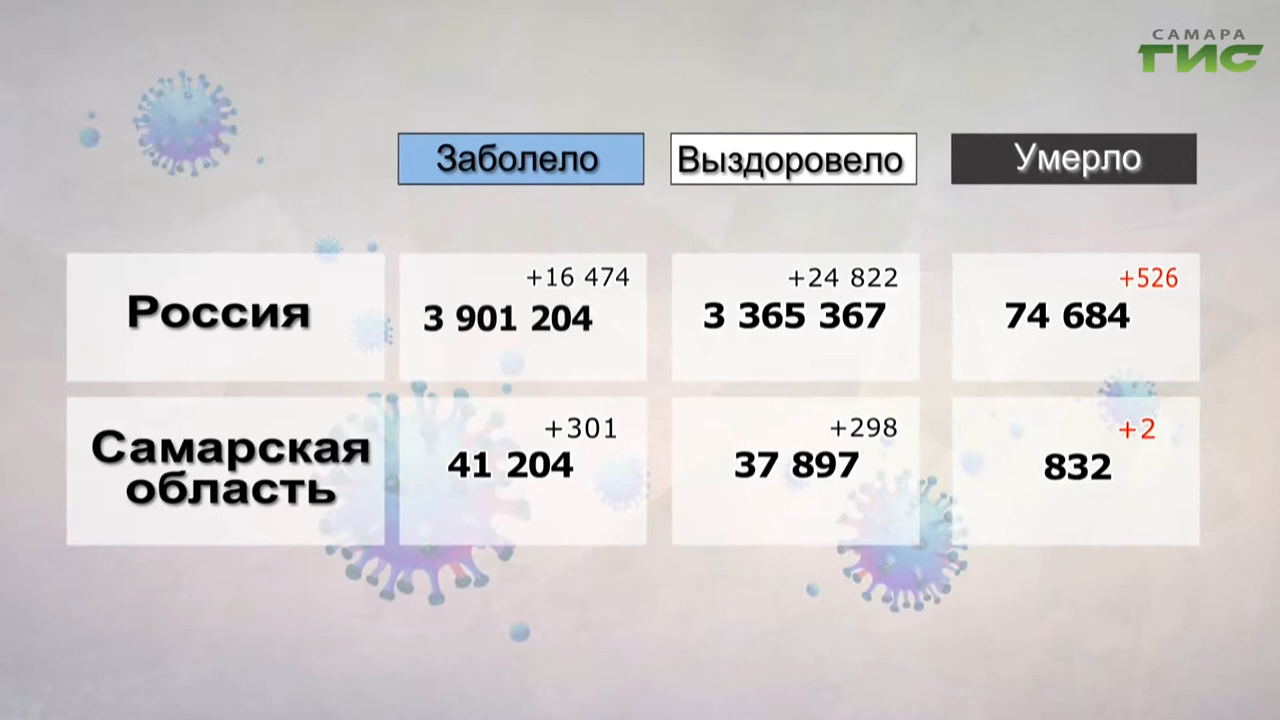 САМАРА
ГИС
Заболело Выздоровело Умерло
+16 474 +24 822 +526
Россия 3 901 204 3 365 367 74 684
+301 +298 +2
Самарская
область 41 204 37 897 832